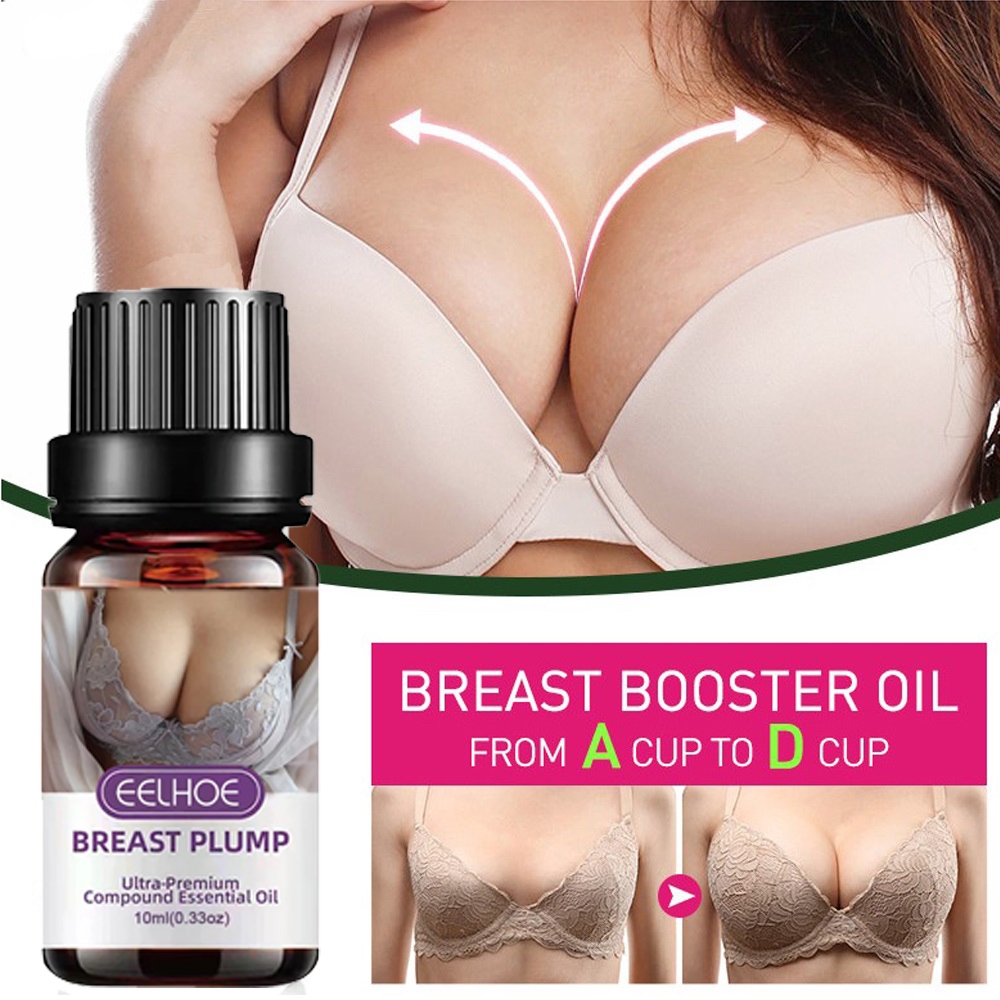 BREAST BOOSTER OIL
FROM A CUP TO D CUP
EELHOE
BREAST PLUMP
Ultra-Premium
Compound Essential Oil
10ml(0.33oz)